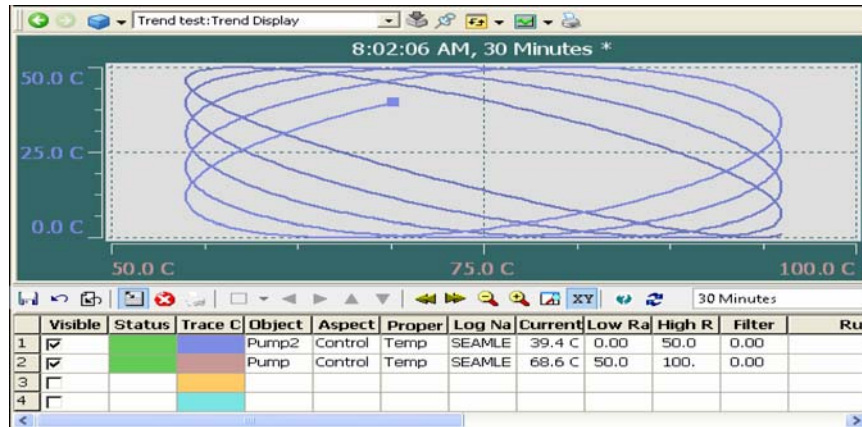 Trend test:Trend Display
8:02:06 AM, 30 Minutes *
50.0 C
25.0 C
0.0 C
50.0 C 75.0 C 100.0 C
XY 30 Minutes
Visible Status Trace C Object Aspect Proper Log Na Current Low Ra High R Filter Ru
1 Pump2 Control Temp SEAMLE 39.4 C 0.00 50.0 0.00
2 Pump Control Temp SEAMLE 68.6 C 50.0 100. 0.00
3
4